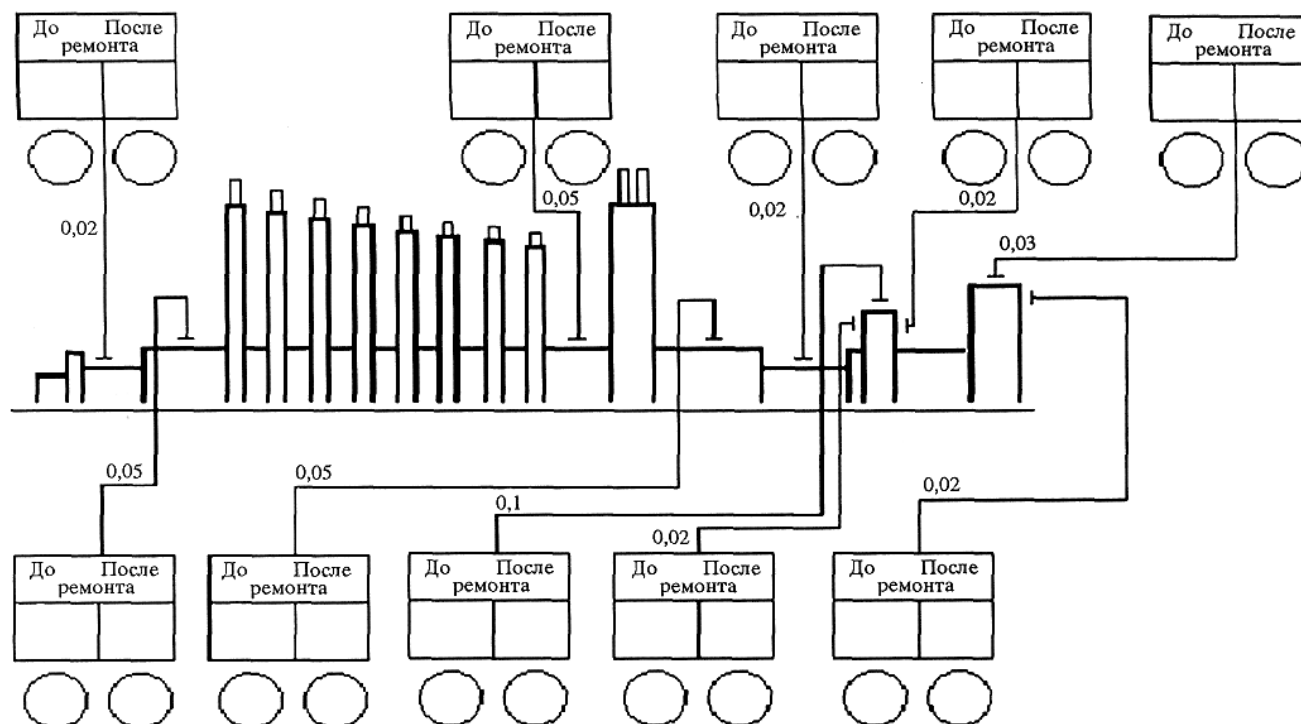 До После
ремонта
До После
ремонта
До После
ремонта
До После
ремонта
До После
ремонта
0,02
0,05
0,02
0,02
0,03
0,05
0,05
0,1
0,02
0,02
До После
ремонта
До После
ремонта
До После
ремонта
До После
ремонта
До После
ремонта